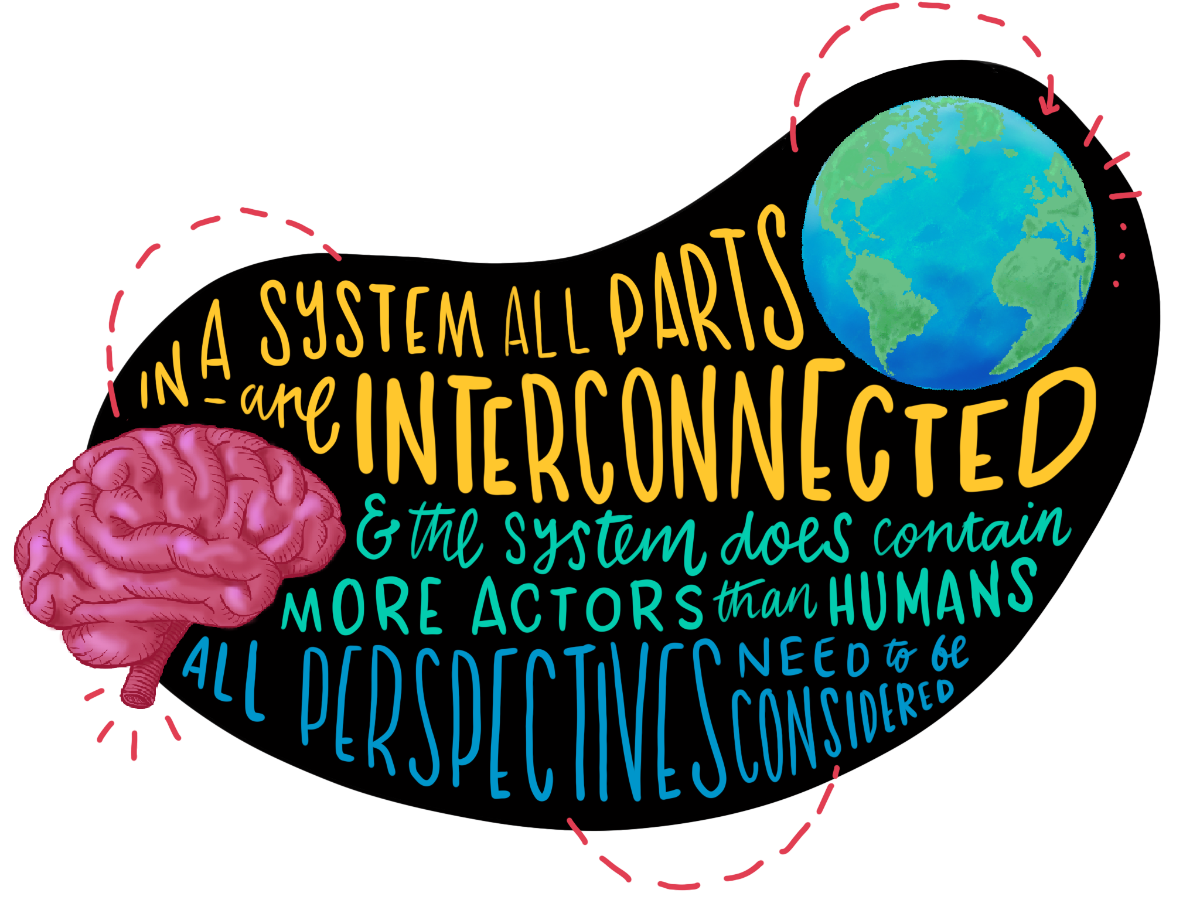 IN A SYSTEM ALL PARTS
are INTERCONNECTED
& the system does contain
MORE ACTORS than HUMANS
ALL PERSPECTIVES NEED to be
CONSIDERED